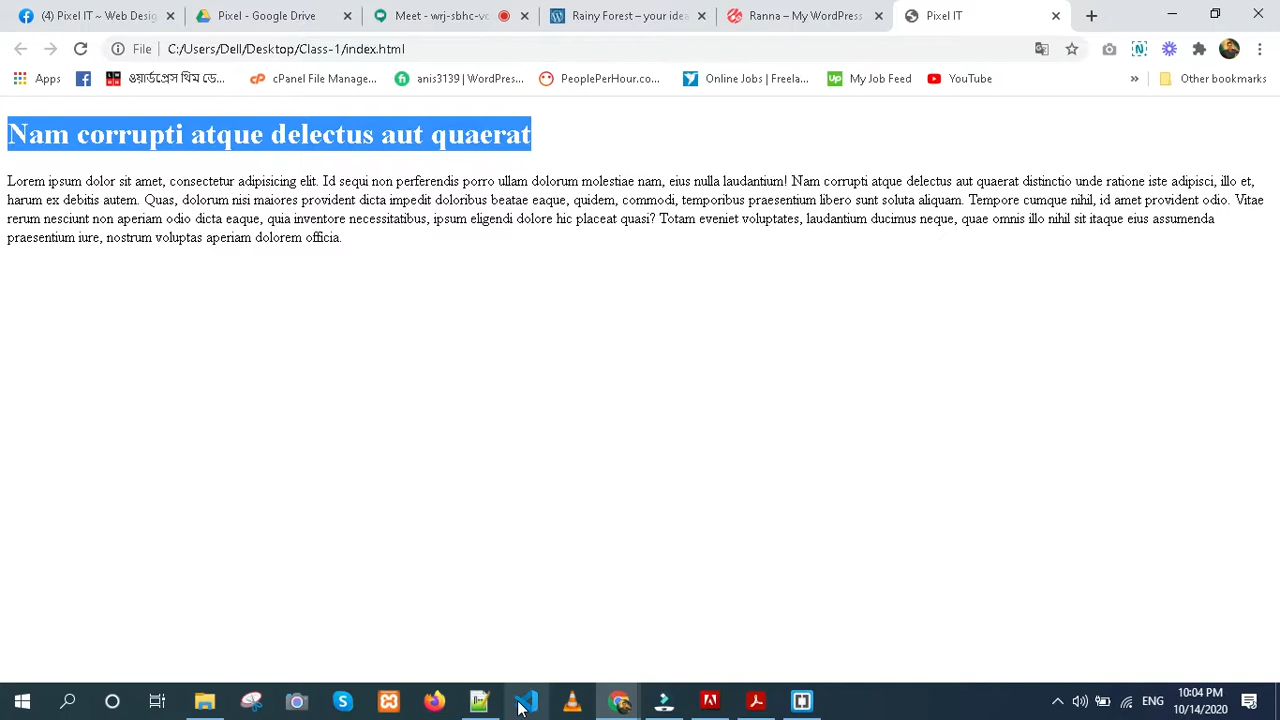 (4) Pixel IT ~ Web Desig
Pixel - Google Drive
Meet - wrj-sbhc-vc
Rainy Forest – your idea
Ranna – My WordPress
Pixel IT
File
C:/Users/Dell/Desktop/Class-1/index.html
Apps
ওয়ার্ডপ্রেস থিম ডে...
cPanel File Manage...
anis3139 | WordPres...
PeoplePerHour.co...
Online Jobs | Freela...
My Job Feed
YouTube
»
Other bookmarks
Nam corrupti atque delectus aut quaerat
Lorem ipsum dolor sit amet, consectetur adipisicing elit. Id sequi non perferendis porro ullam dolorum molestiae nam, eius nulla laudantium! Nam corrupti atque delectus aut quaerat distinctio unde ratione iste adipisci, illo et,
harum ex debitis autem. Quas, dolorum nisi maiores provident dicta impedit doloribus beatae eaque, quidem, commodi, temporibus praesentium libero sunt soluta aliquam. Tempore cumque nihil, id amet provident odio. Vitae
rerum nesciunt non aperiam odio dicta eaque, quia inventore necessitatibus, ipsum eligendi dolore hic placeat quasi? Totam eveniet voluptates, laudantium ducimus neque, quae omnis illo nihil sit itaque eius assumenda
praesentium iure, nostrum voluptas aperiam dolorem officia.
ENG
10:04 PM
10/14/2020